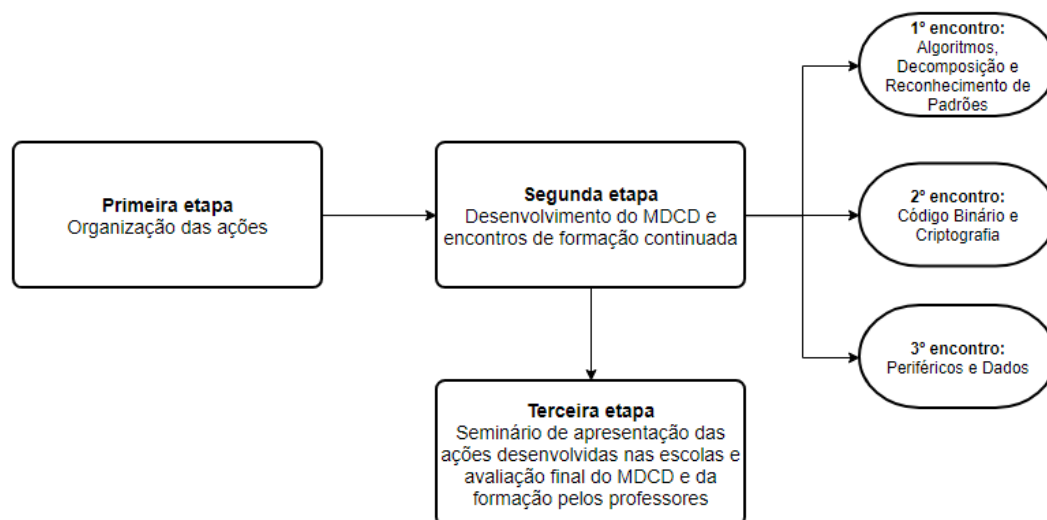 Primeira etapa
Organização das ações
Segunda etapa
Desenvolvimento do MDCD e
encontros de formação continuada
1º encontro:
Algoritmos,
Decomposição e
Reconhecimento de
Padrões
2º encontro:
Código Binário e
Criptografia
3º encontro:
Periféricos e Dados
Terceira etapa
Seminário de apresentação das
ações desenvolvidas nas escolas e
avaliação final do MDCD e da
formação pelos professores